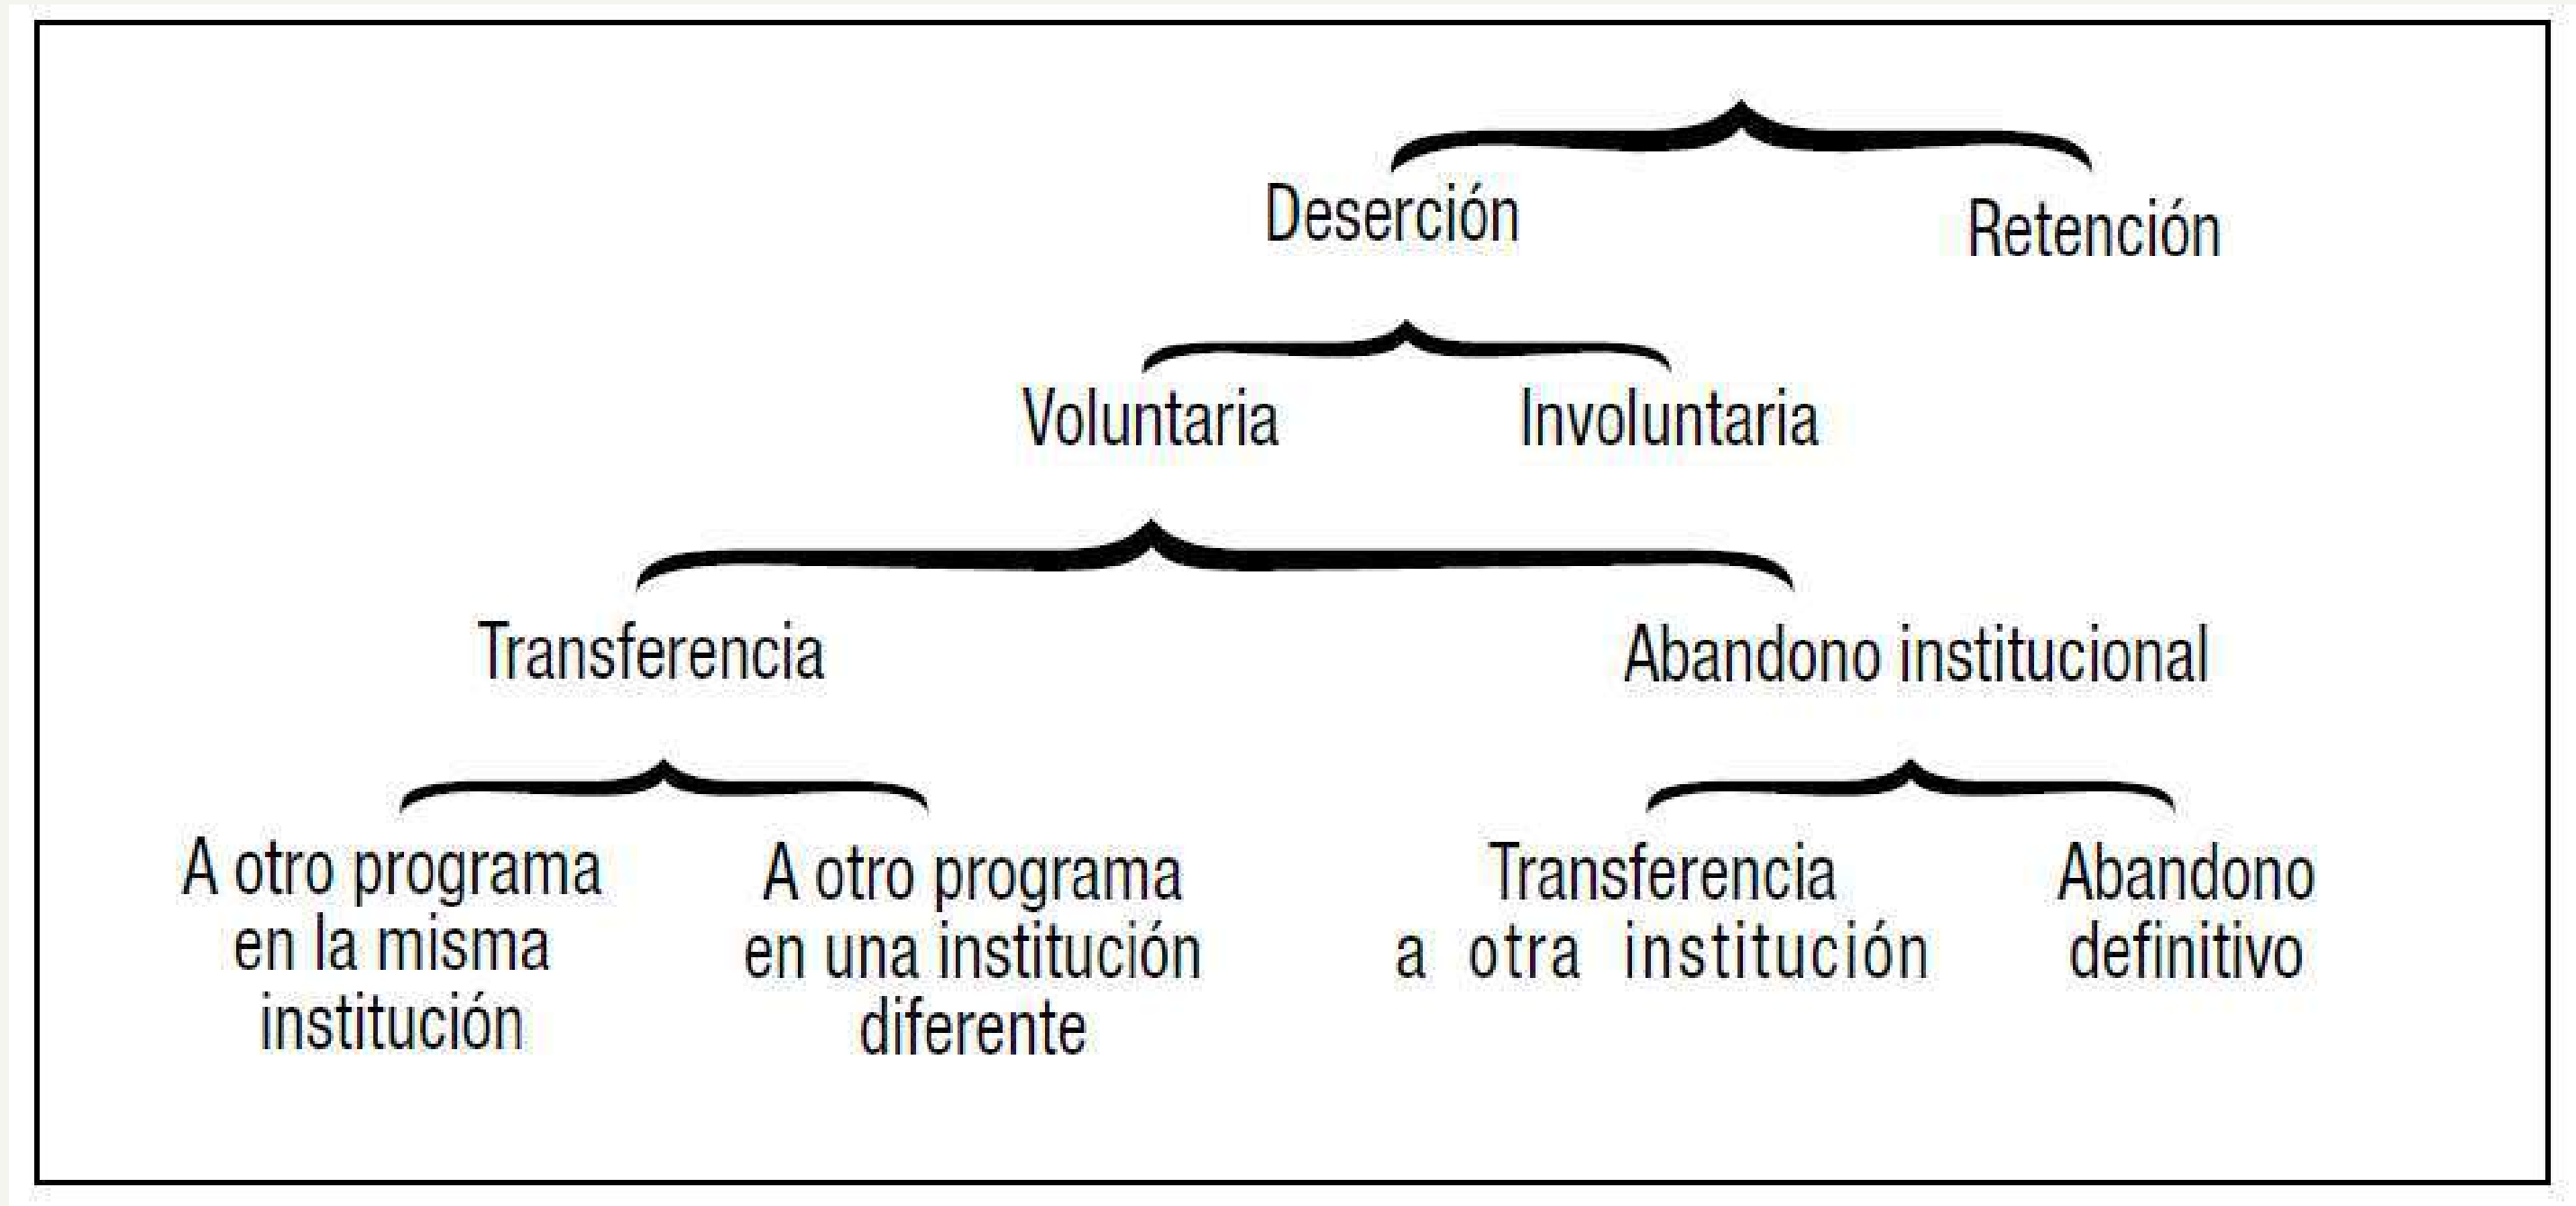 Deserción
Retención
Voluntaria
Involuntaria
Transferencia
Abandono institucional
A otro programa
en la misma
institución
A otro programa
en una institución
diferente
Transferencia
a otra institución
Abandono
definitivo